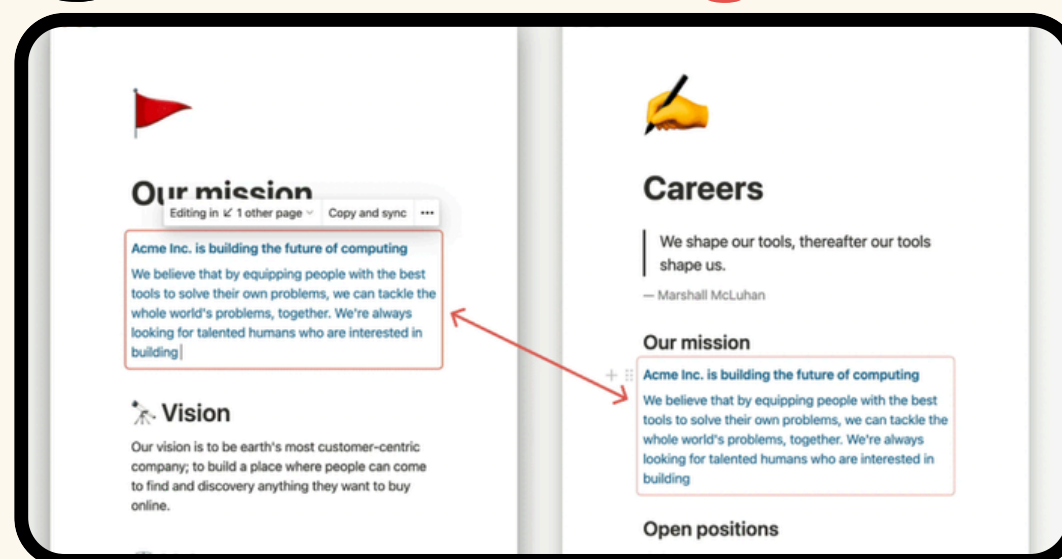 Our mission
Editing in ↙ 1 other page
Copy and sync
Acme Inc. is building the future of computing
We believe that by equipping people with the best
tools to solve their own problems, we can tackle the
whole world's problems, together. We're always
looking for talented humans who are interested in
building
Vision
Our vision is to be earth's most customer-centric
company; to build a place where people can come
to find and discovery anything they want to buy
online.
Careers
We shape our tools, thereafter our tools
shape us.
— Marshall McLuhan
Our mission
Acme Inc. is building the future of computing
We believe that by equipping people with the best
tools to solve their own problems, we can tackle the
whole world's problems, together. We're always
looking for talented humans who are interested in
building
Open positions